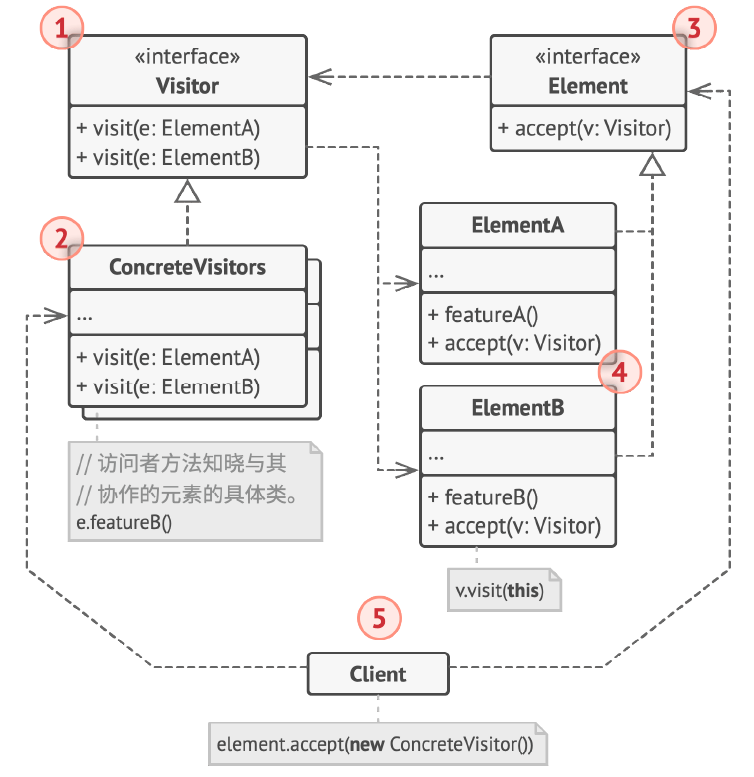 1
«interface»
Visitor
+ visit(e: ElementA)
+ visit(e: ElementB)
3
«interface»
Element
+ accept(v: Visitor)
2
ConcreteVisitors
...
+ visit(e: ElementA)
+ visit(e: ElementB)
// 访问者方法知晓与其
// 协作的元素的具体类。
e.featureB()
ElementA
...
+ featureA()
+ accept(v: Visitor)
4
ElementB
...
+ featureB()
+ accept(v: Visitor)
v.visit(this)
5
Client
element.accept(new ConcreteVisitor())